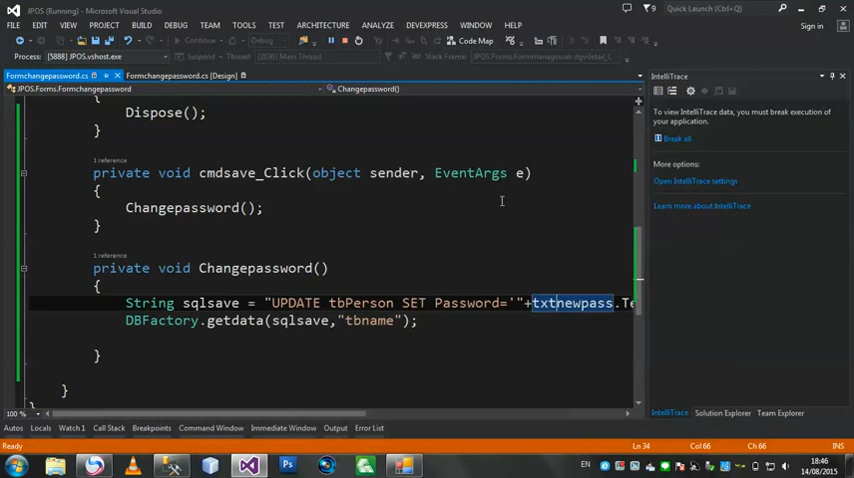 JPOS (Running) - Microsoft Visual Studio
9
Quick Launch (Ctrl+Q)
FILE EDIT VIEW PROJECT BUILD DEBUG TEAM SQL TOOLS TEST ARCHITECTURE ANALYZE DEVEXPRESS WINDOW HELP
Sign in
Continue
Code Map
Process: [5888] JPOS.vshost.exe Suspend Thread: [2636] Main Thread Stack Frame:
Formchangepassword.cs Formchangepassword.cs [Design]
JPOS.Forms.Formchangepassword Changepassword()
{
Dispose();
}
1 reference
private void cmdsave_Click(object sender, EventArgs e)
{
Changepassword();
}
1 reference
private void Changepassword()
{
String sqlsave = "UPDATE tbPerson SET Password='"+txtnewpass.Te
DBFactory.getdata(sqlsave,"tbname");
}
}
}
100 %
IntelliTrace
To view IntelliTrace data, you must break execution of
your application.
Break all
More options:
Open IntelliTrace settings
Learn more about IntelliTrace
IntelliTrace Solution Explorer Team Explorer
Autos Locals Watch 1 Call Stack Breakpoints Command Window Immediate Window Output Error List
Ready Ln 34 Col 66 Ch 66 INS
EN
18:46
14/08/2015